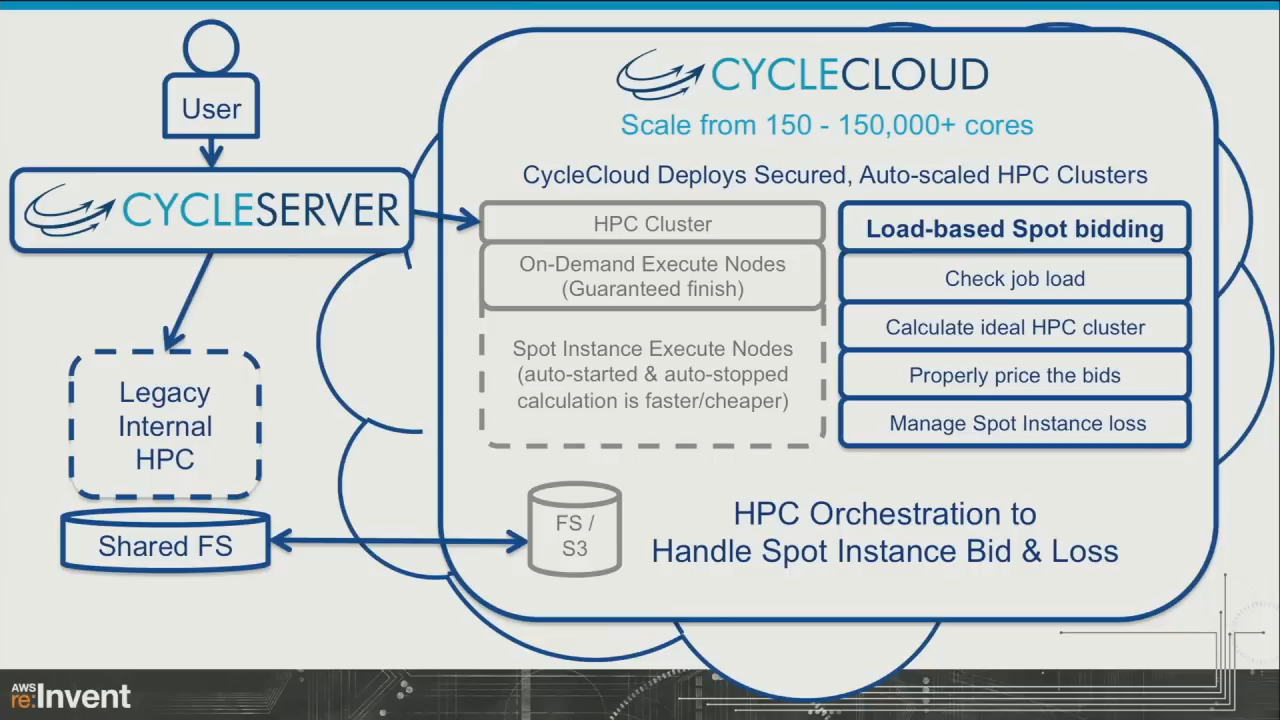 User
CYCLESERVER
Legacy
Internal
HPC
Shared FS
CYCLECLOUD
Scale from 150 - 150,000+ cores
CycleCloud Deploys Secured, Auto-scaled HPC Clusters
HPC Cluster
On-Demand Execute Nodes
(Guaranteed finish)
Spot Instance Execute Nodes
(auto-started & auto-stopped
calculation is faster/cheaper)
Load-based Spot bidding
Check job load
Calculate ideal HPC cluster
Properly price the bids
Manage Spot Instance loss
FS /
S3
HPC Orchestration to
Handle Spot Instance Bid & Loss
AWS
re:Invent